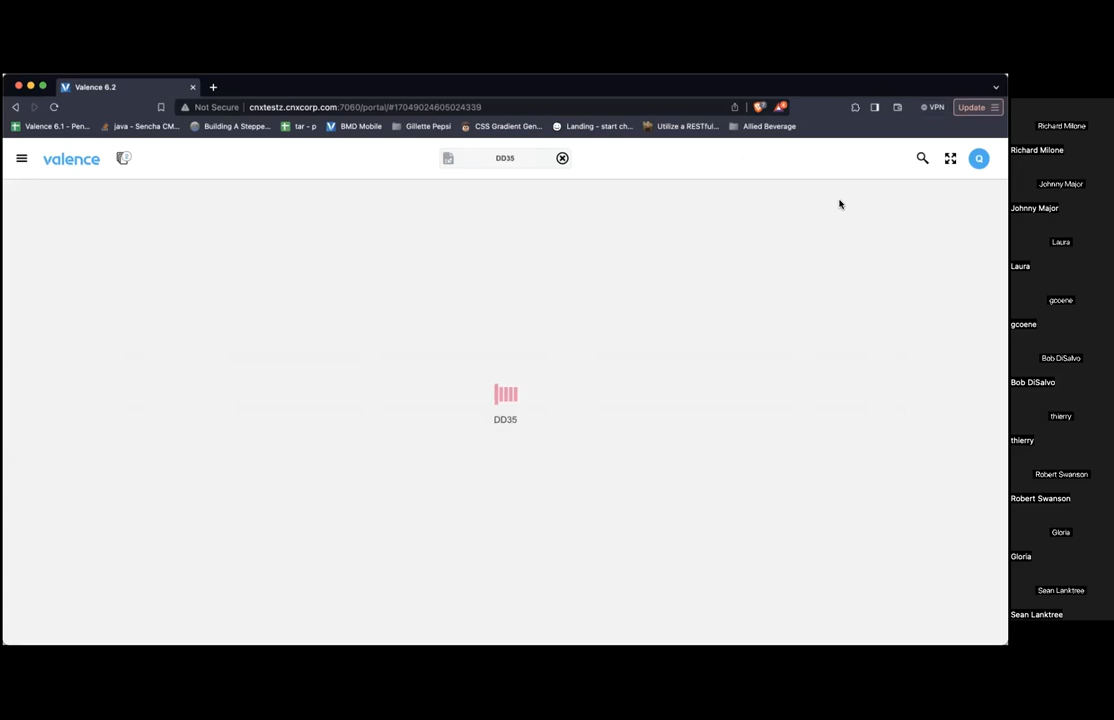 Valence 6.2
Not Secure cnxtestz.cnxcorp.com:7060/portal/#17049024605024339 VPN Update
Valence 6.1 - Pen... java - Sencha CM... Building A Steppe... tar - p BMD Mobile Gillette Pepsi CSS Gradient Gen... Landing - start ch... Utilize a RESTful... Allied Beverage
valence DD35 Q
DD35
Richard Milone
Richard Milone
Johnny Major
Johnny Major
Laura
Laura
gcoene
gcoene
Bob DiSalvo
Bob DiSalvo
thierry
thierry
Robert Swanson
Robert Swanson
Gloria
Gloria
Sean Lanktree
Sean Lanktree